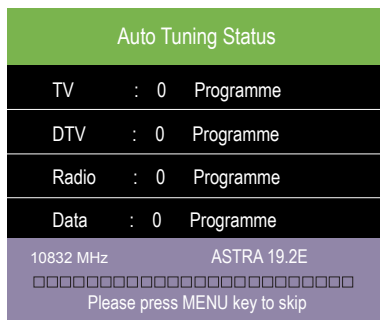 Auto Tuning Status
TV : 0 Programme
DTV : 0 Programme
Radio : 0 Programme
Data : 0 Programme
10832 MHz ASTRA 19.2E
Please press MENU key to skip